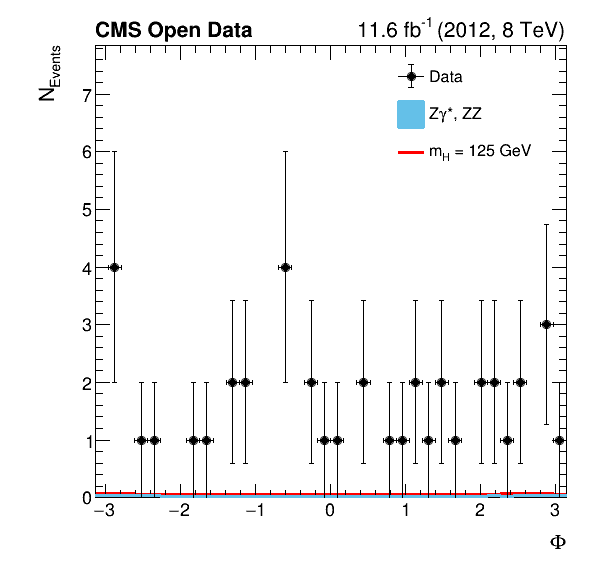 CMS Open Data 11.6 fb⁻¹ (2012, 8 TeV)
N_Events
Data
Zγ*, ZZ
m_H = 125 GeV
7
6
5
4
3
2
1
0
−3 −2 −1 0 1 2 3
Φ